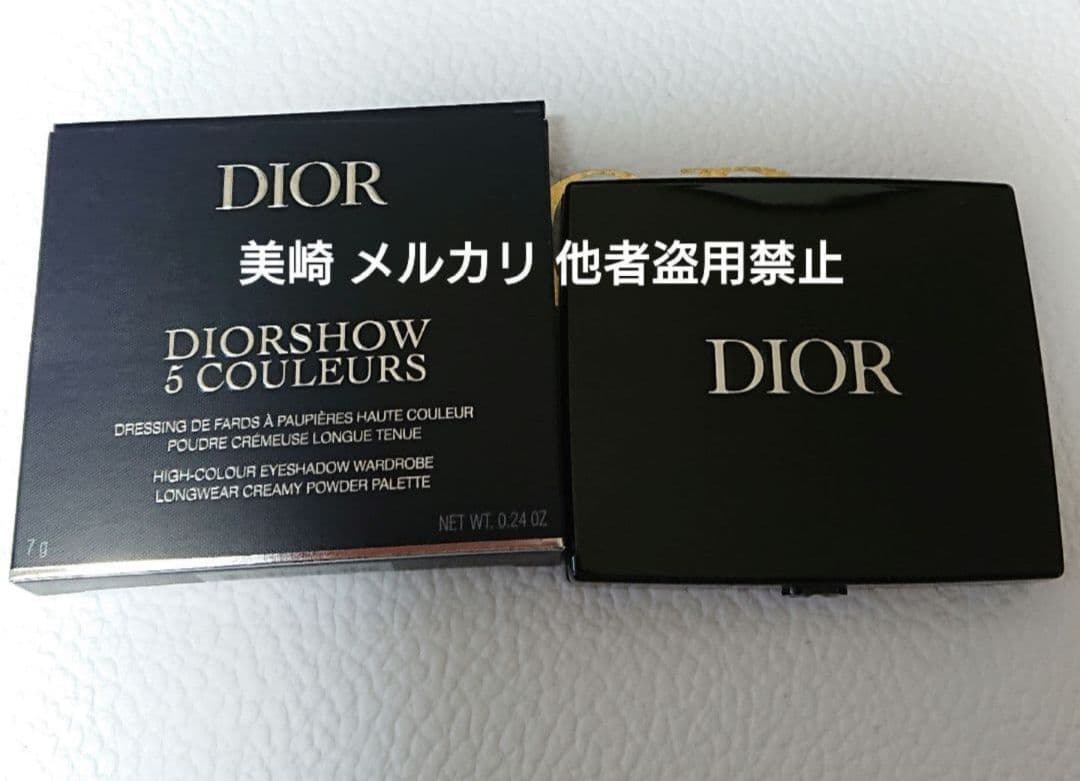 DIOR
美崎 メルカリ 他者盗用禁止
DIORSHOW
5 COULEURS
DRESSING DE FARDS À PAUPIÈRES HAUTE COULEUR
POUDRE CRÉMEUSE LONGUE TENUE
HIGH-COLOUR EYESHADOW WARDROBE
LONGWEAR CREAMY POWDER PALETTE
NET WT. 0.24 OZ
7 g
DIOR